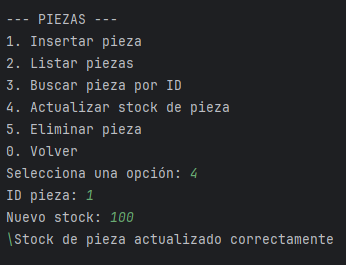 --- PIEZAS ---
1. Insertar pieza
2. Listar piezas
3. Buscar pieza por ID
4. Actualizar stock de pieza
5. Eliminar pieza
0. Volver
Selecciona una opción: 4
ID pieza: 1
Nuevo stock: 100
\Stock de pieza actualizado correctamente